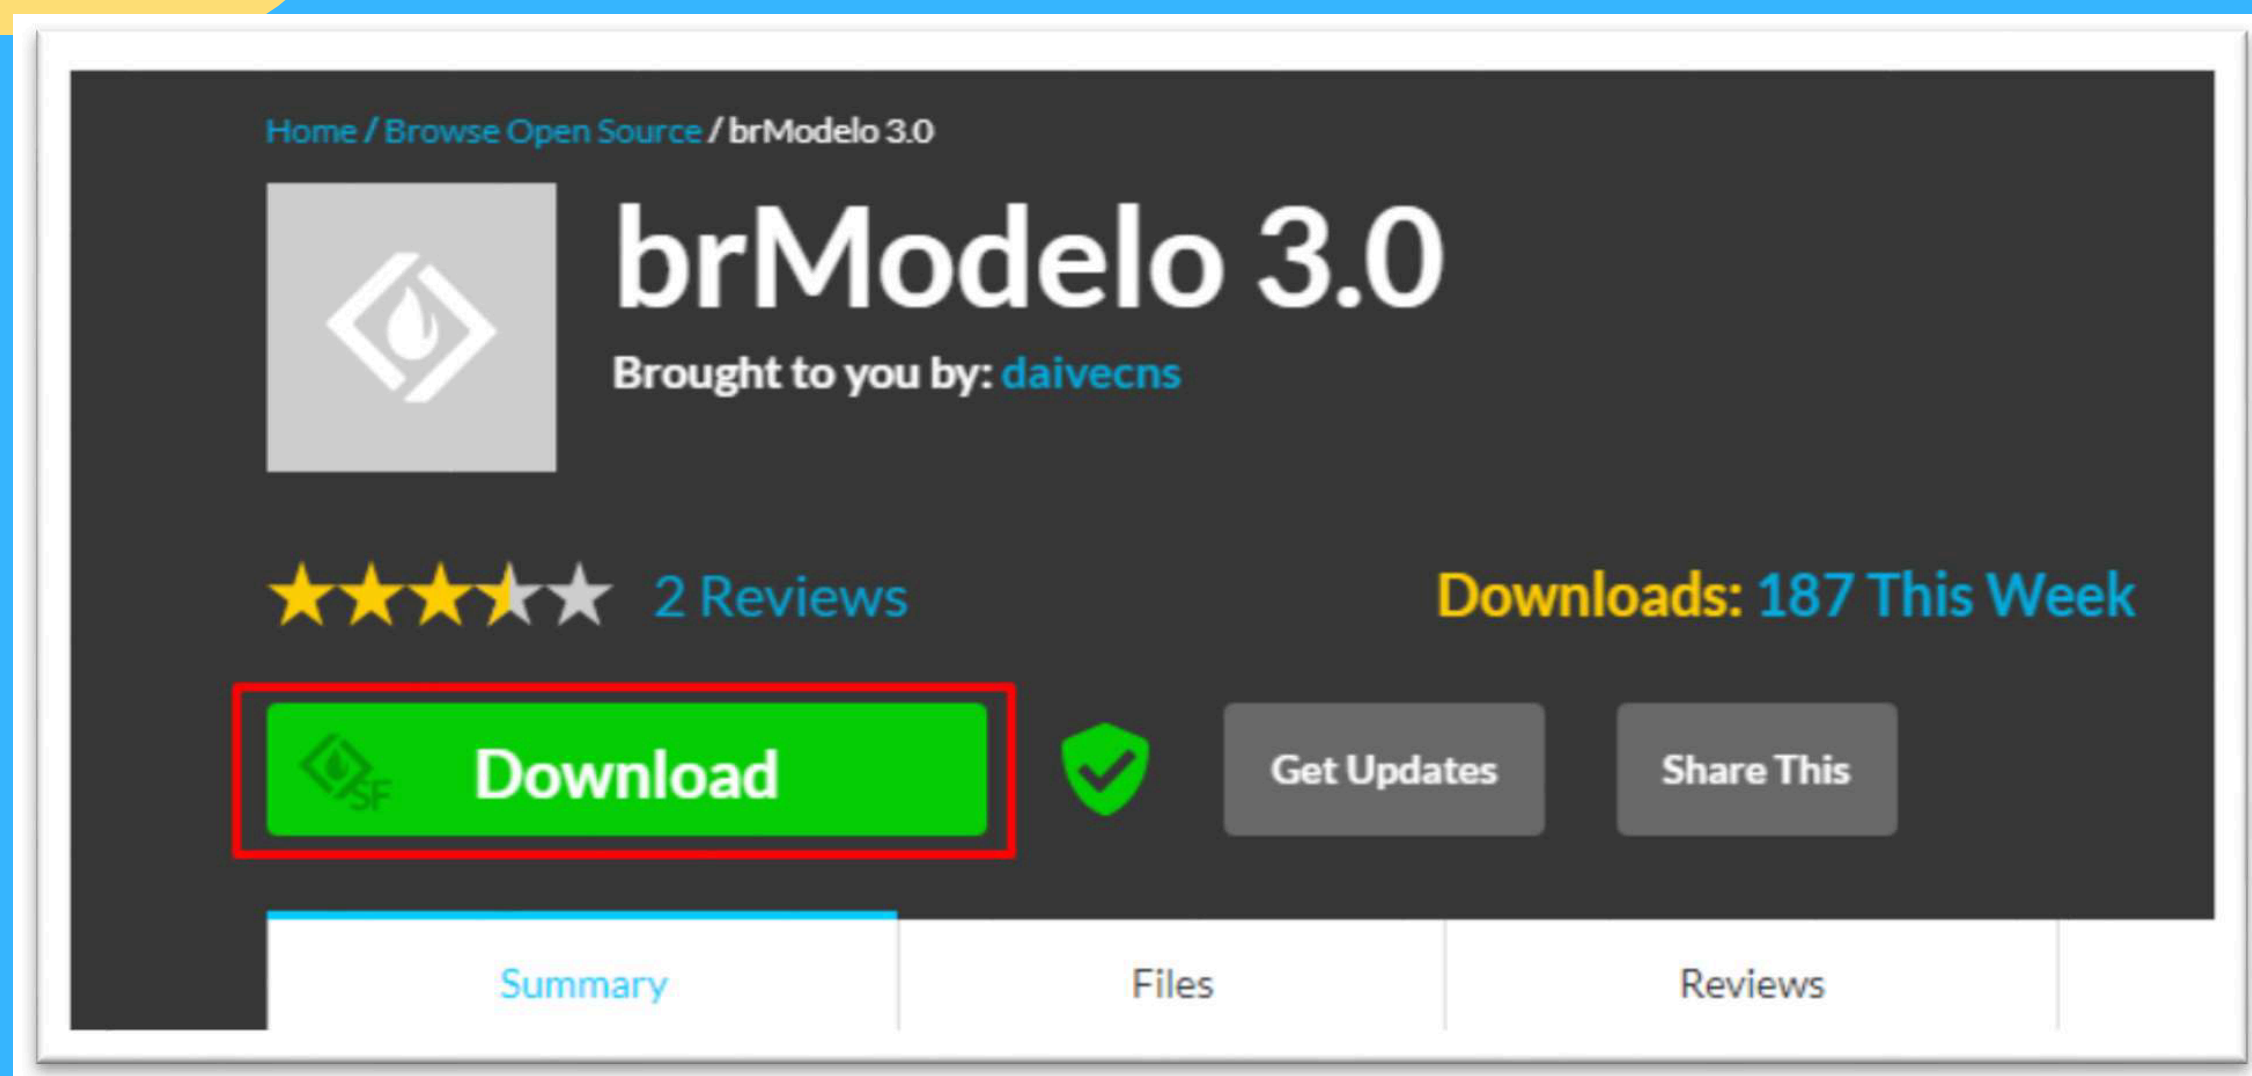 Home / Browse Open Source / brModelo 3.0
brModelo 3.0
Brought to you by: daivecns
2 Reviews
Downloads: 187 This Week
SF
Download
Get Updates
Share This
Summary
Files
Reviews